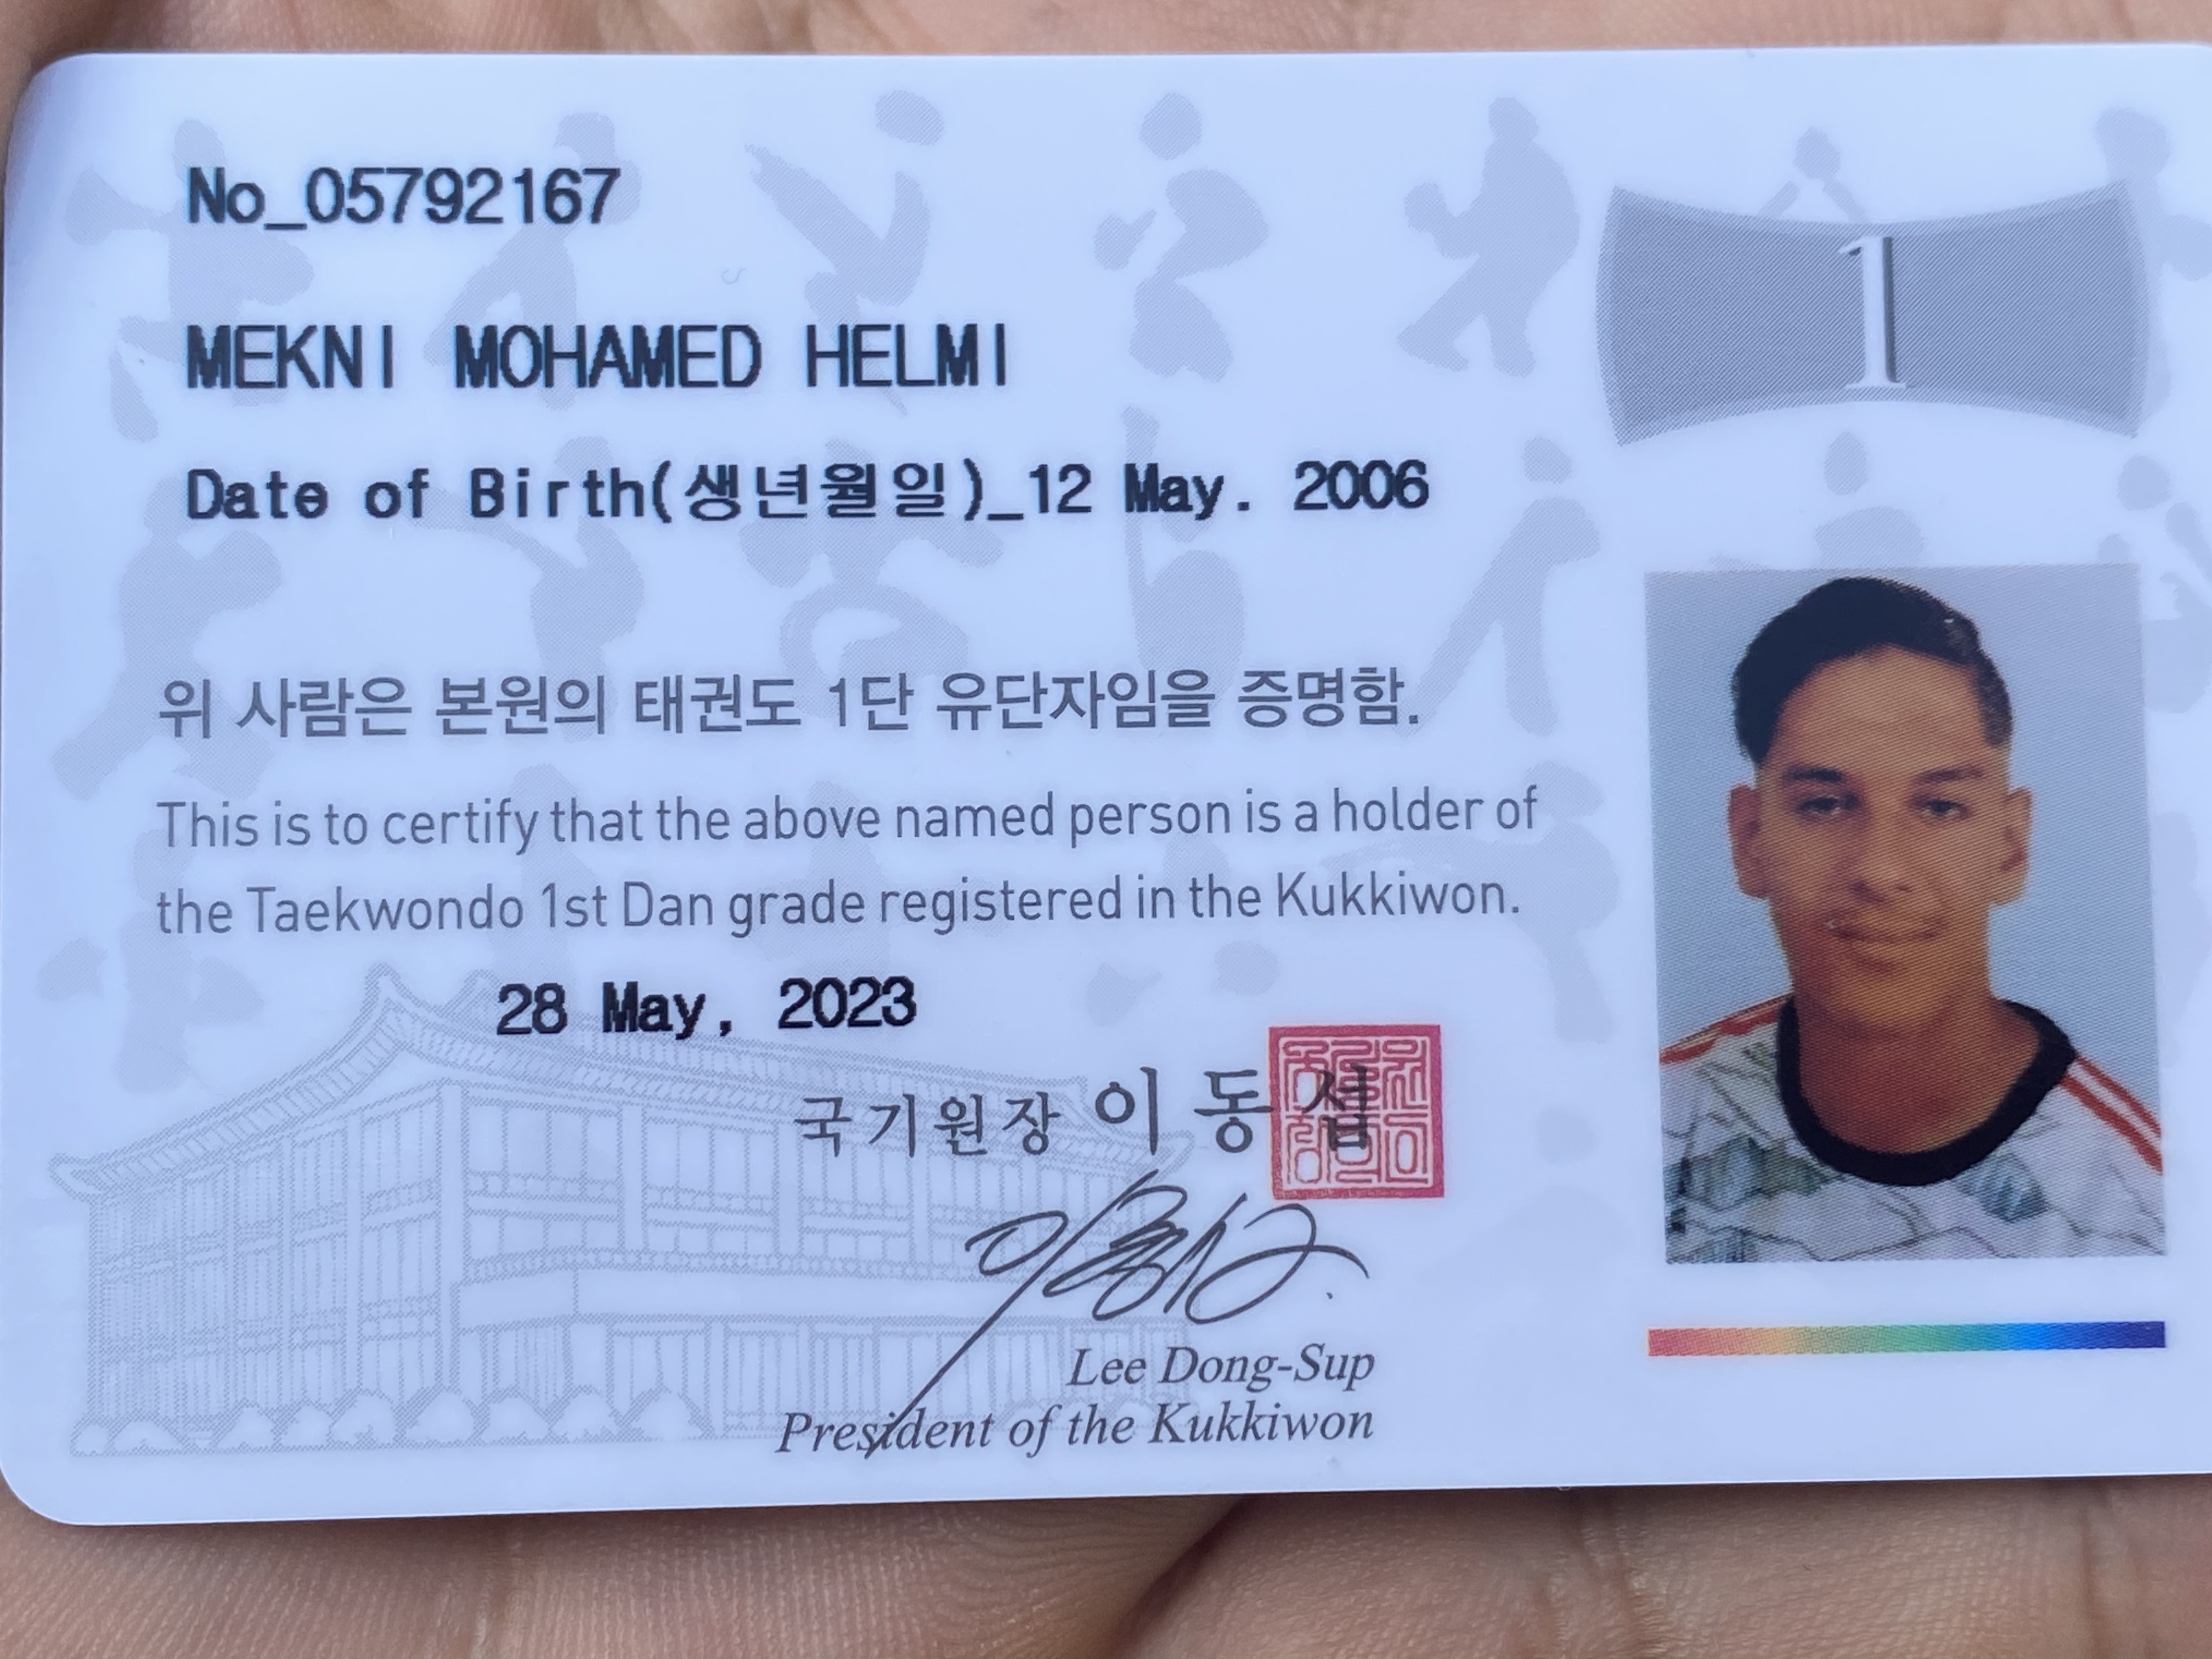 No_05792167
1
MEKNI MOHAMED HELMI
Date of Birth(생년월일)_12 May. 2006
위 사람은 본원의 태권도 1단 유단자임을 증명함.
This is to certify that the above named person is a holder of
the Taekwondo 1st Dan grade registered in the Kukkiwon.
28 May, 2023
국기원장 이동섭
Lee Dong-Sup
President of the Kukkiwon